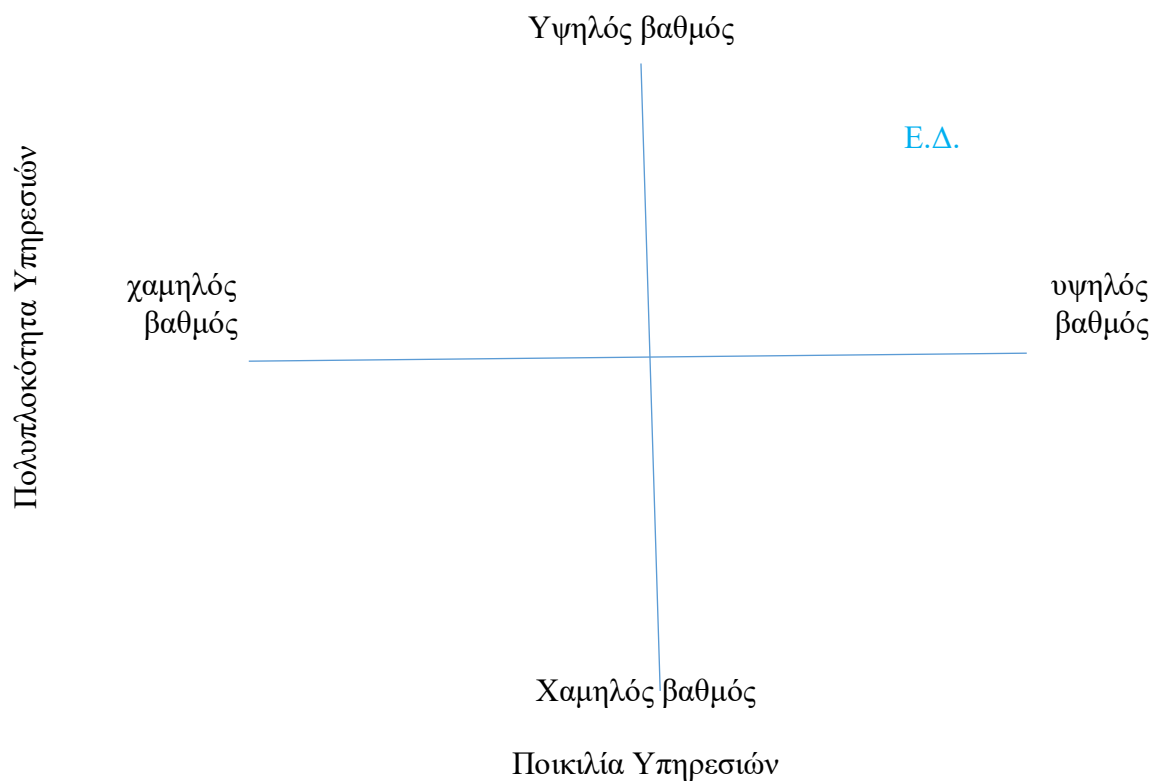 Υψηλός βαθμός
Ε.Δ.
Πολυπλοκότητα Υπηρεσιών
χαμηλός
βαθμός
υψηλός
βαθμός
Χαμηλός βαθμός
Ποικιλία Υπηρεσιών